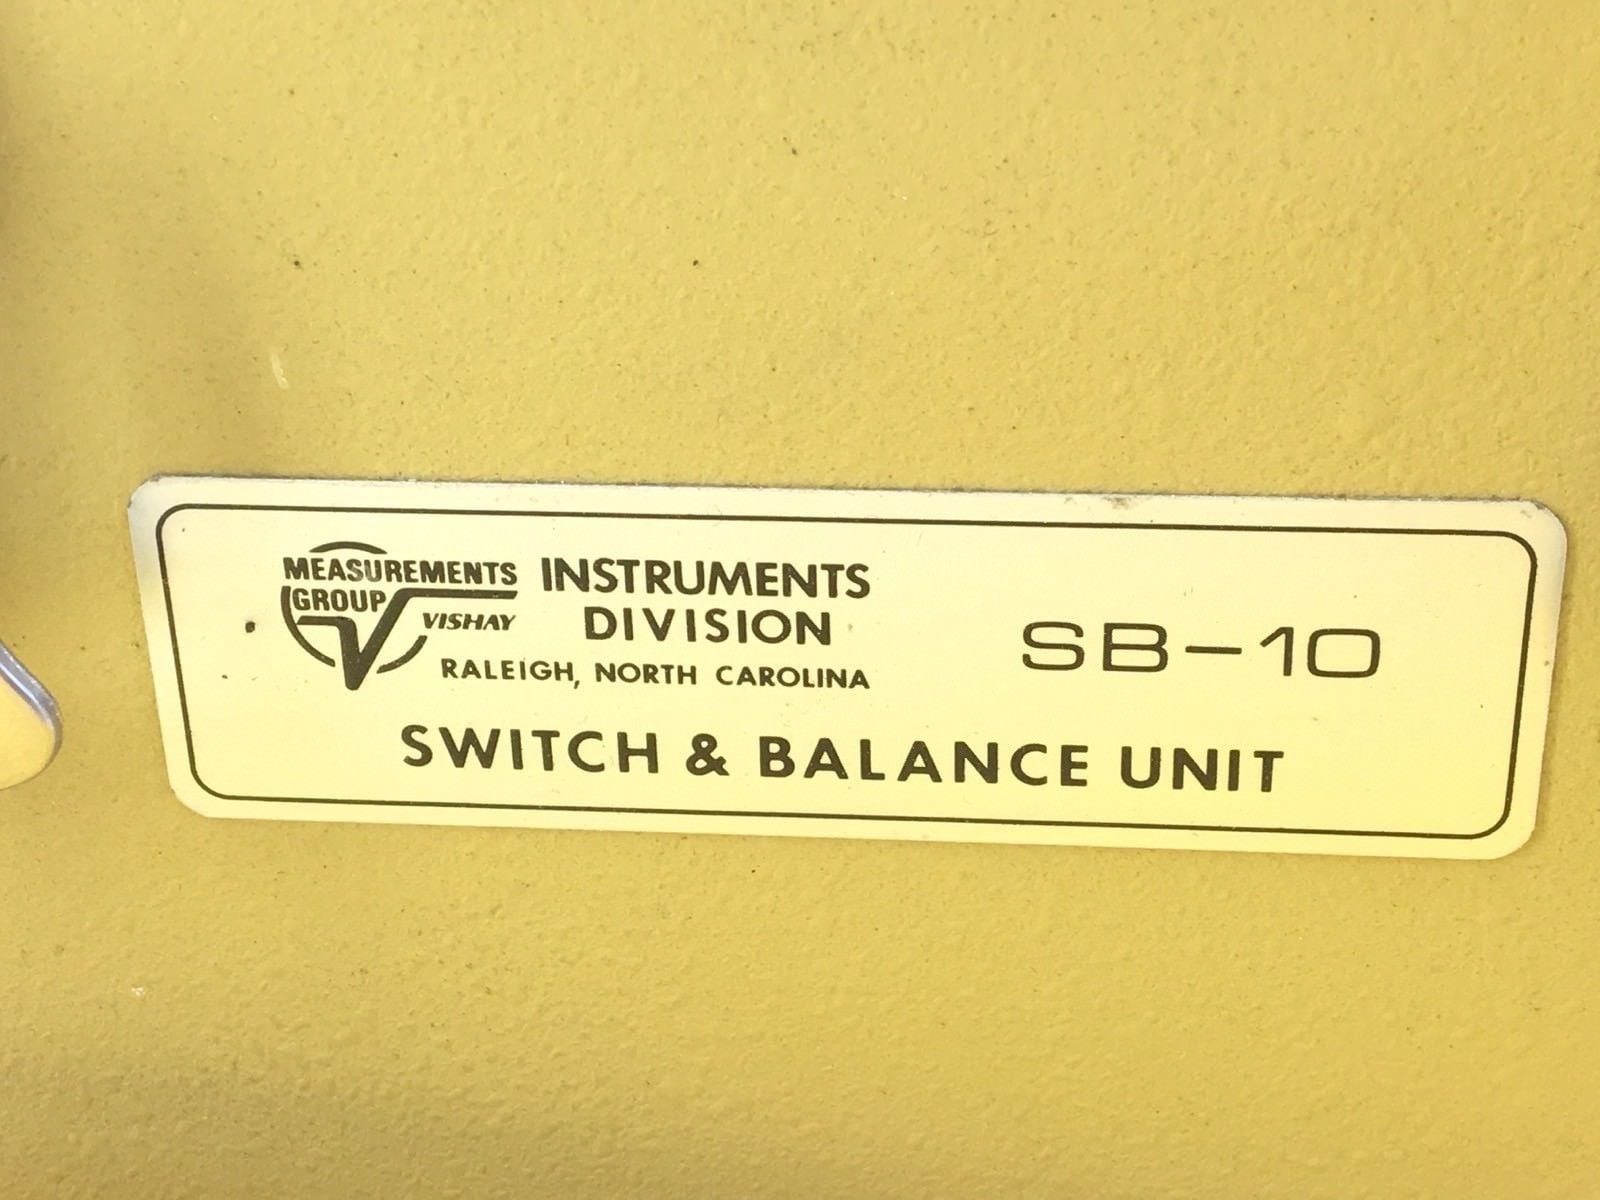 MEASUREMENTS
GROUP
VISHAY
INSTRUMENTS
DIVISION
RALEIGH, NORTH CAROLINA
SB-10
SWITCH & BALANCE UNIT